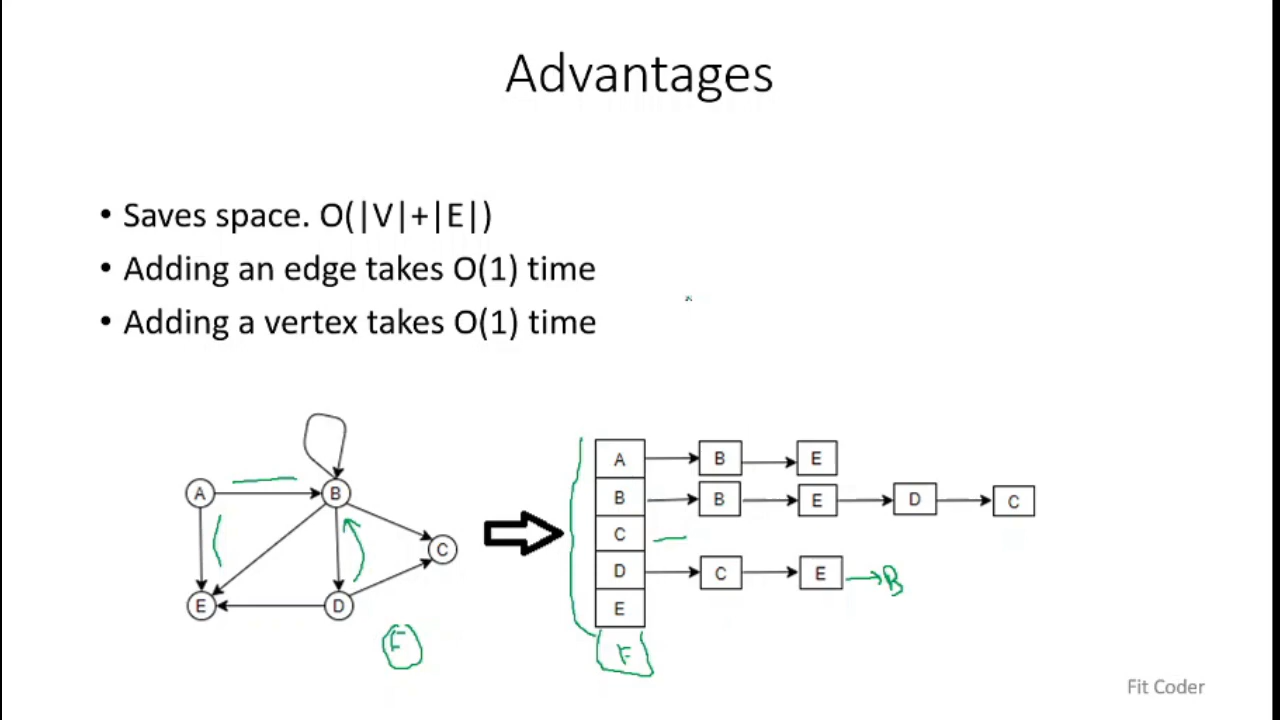 Advantages
• Saves space. O(|V|+|E|)
• Adding an edge takes O(1) time
• Adding a vertex takes O(1) time
A B E
A B
B B E D C
C
C
D C E B
E D
E
F
F
Fit Coder